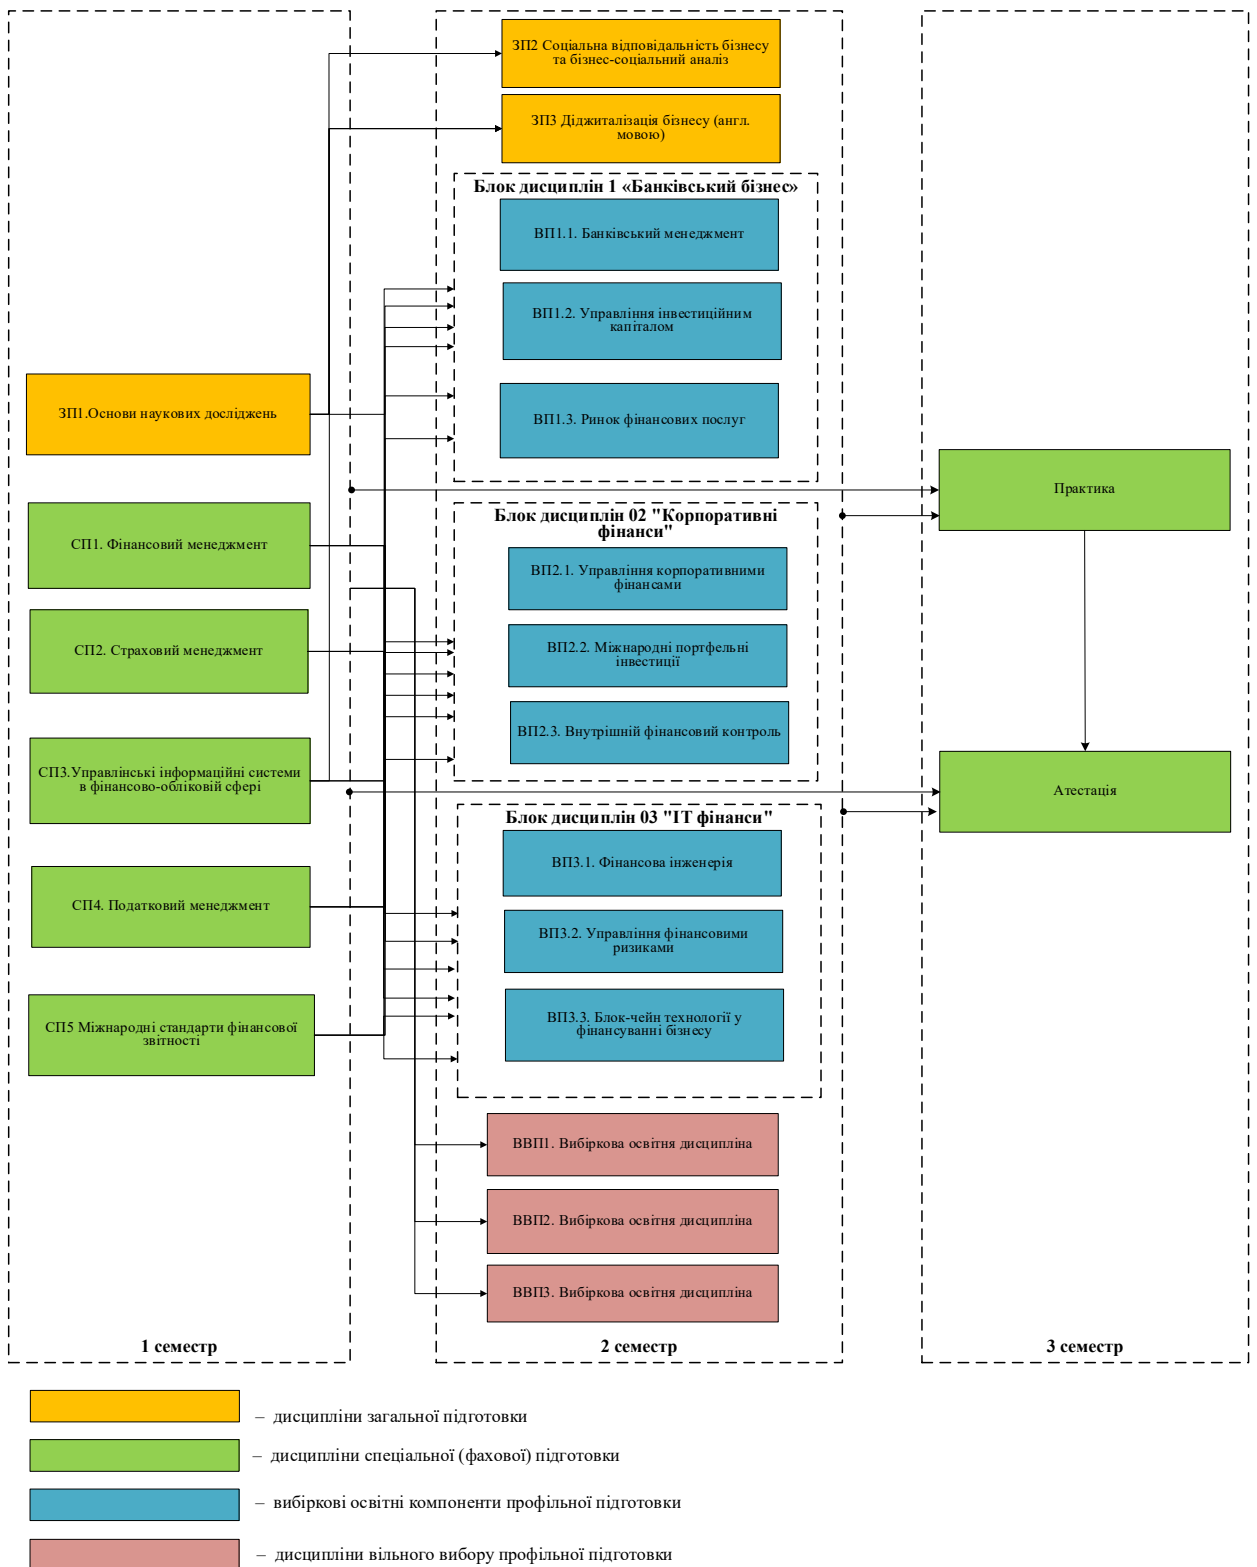 ЗП1.Основи наукових досліджень
СП1. Фінансовий менеджмент
СП2. Страховий менеджмент
СП3.Управлінські інформаційні системи
в фінансово-обліковій сфері
СП4. Податковий менеджмент
СП5 Міжнародні стандарти фінансової
звітності
1 семестр
ЗП2 Соціальна відповідальність бізнесу
та бізнес-соціальний аналіз
ЗП3 Діджиталізація бізнесу (англ.
мовою)
Блок дисциплін 1 «Банківський бізнес»
ВП1.1. Банківський менеджмент
ВП1.2. Управління інвестиційним
капіталом
ВП1.3. Ринок фінансових послуг
Блок дисциплін 02 "Корпоративні
фінанси"
ВП2.1. Управління корпоративними
фінансами
ВП2.2. Міжнародні портфельні
інвестиції
ВП2.3. Внутрішній фінансовий контроль
Блок дисциплін 03 "ІТ фінанси"
ВП3.1. Фінансова інженерія
ВП3.2. Управління фінансовими
ризиками
ВП3.3. Блок-чейн технології у
фінансуванні бізнесу
ВВП1. Вибіркова освітня дисципліна
ВВП2. Вибіркова освітня дисципліна
ВВП3. Вибіркова освітня дисципліна
2 семестр
Практика
Атестація
3 семестр
– дисципліни загальної підготовки
– дисципліни спеціальної (фахової) підготовки
– вибіркові освітні компоненти профільної підготовки
– дисципліни вільного вибору профільної підготовки